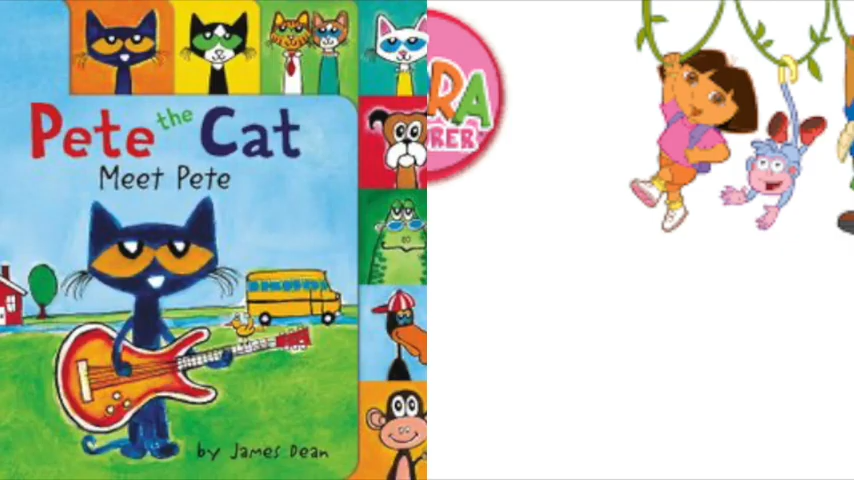 Pete the Cat
Meet Pete
by James Dean
RA
RER